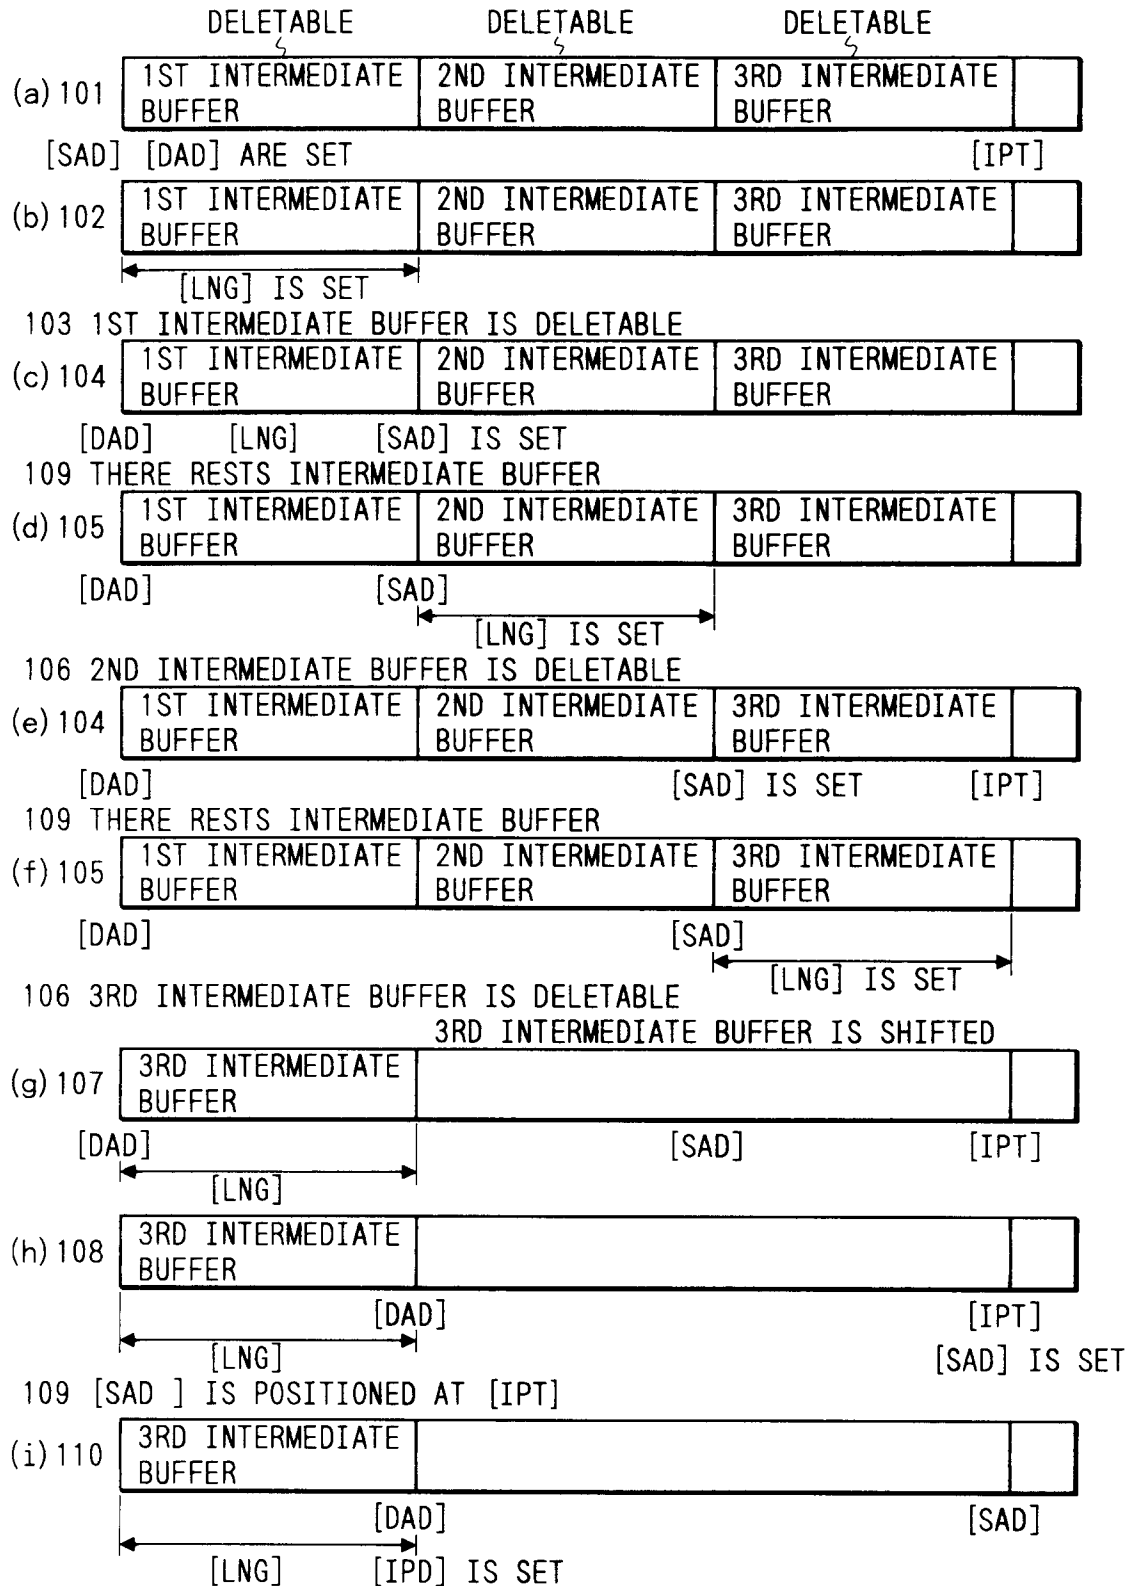 DELETABLE DELETABLE DELETABLE
(a) 101 1ST INTERMEDIATE BUFFER 2ND INTERMEDIATE BUFFER 3RD INTERMEDIATE BUFFER
[SAD] [DAD] ARE SET [IPT]
(b) 102 1ST INTERMEDIATE BUFFER 2ND INTERMEDIATE BUFFER 3RD INTERMEDIATE BUFFER
[LNG] IS SET
103 1ST INTERMEDIATE BUFFER IS DELETABLE
(c) 104 1ST INTERMEDIATE BUFFER 2ND INTERMEDIATE BUFFER 3RD INTERMEDIATE BUFFER
[DAD] [LNG] [SAD] IS SET
109 THERE RESTS INTERMEDIATE BUFFER
(d) 105 1ST INTERMEDIATE BUFFER 2ND INTERMEDIATE BUFFER 3RD INTERMEDIATE BUFFER
[DAD] [SAD]
[LNG] IS SET
106 2ND INTERMEDIATE BUFFER IS DELETABLE
(e) 104 1ST INTERMEDIATE BUFFER 2ND INTERMEDIATE BUFFER 3RD INTERMEDIATE BUFFER
[DAD] [SAD] IS SET [IPT]
109 THERE RESTS INTERMEDIATE BUFFER
(f) 105 1ST INTERMEDIATE BUFFER 2ND INTERMEDIATE BUFFER 3RD INTERMEDIATE BUFFER
[DAD] [SAD]
[LNG] IS SET
106 3RD INTERMEDIATE BUFFER IS DELETABLE
3RD INTERMEDIATE BUFFER IS SHIFTED
(g) 107 3RD INTERMEDIATE BUFFER
[DAD] [SAD] [IPT]
[LNG]
(h) 108 3RD INTERMEDIATE BUFFER
[DAD] [IPT]
[LNG] [SAD] IS SET
109 [SAD ] IS POSITIONED AT [IPT]
(i) 110 3RD INTERMEDIATE BUFFER
[DAD] [SAD]
[LNG] [IPD] IS SET